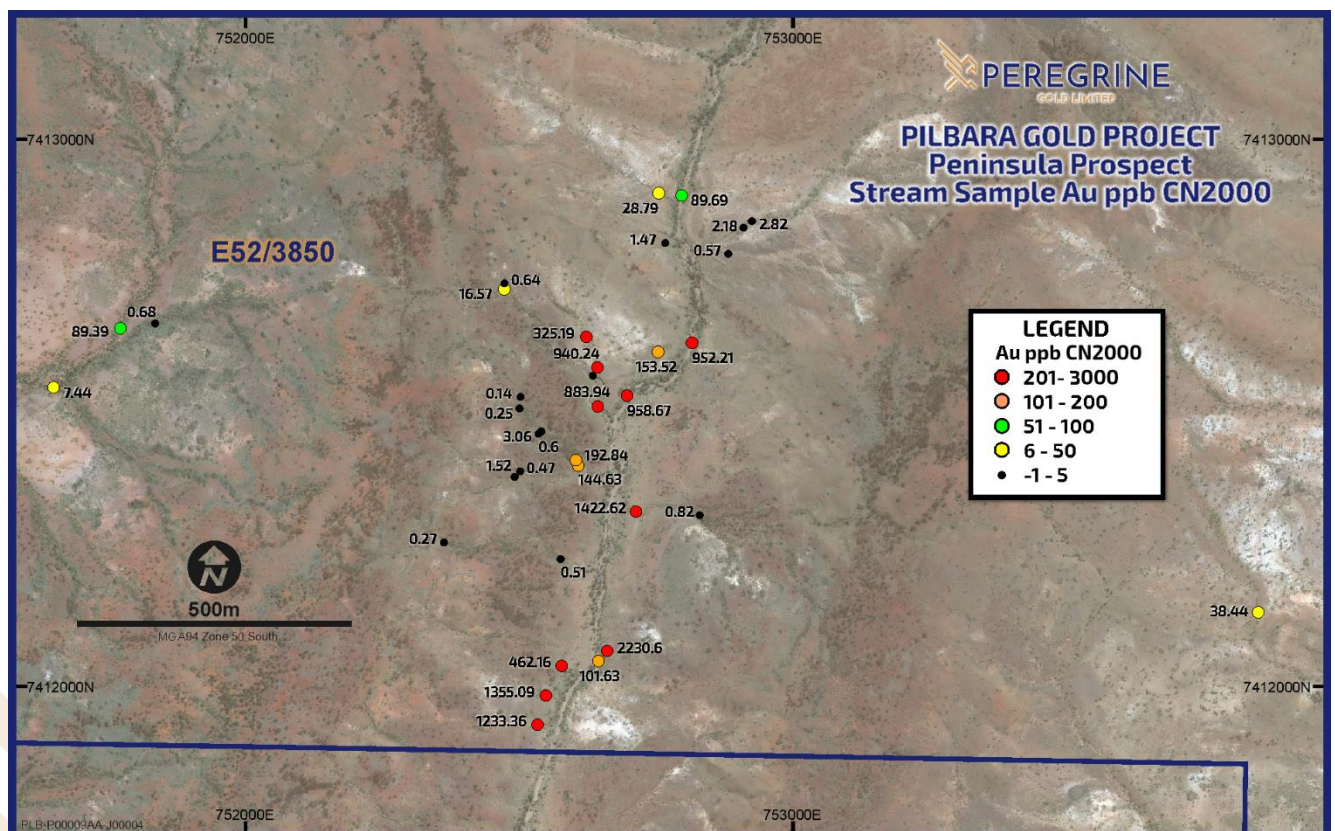 752000E
753000E
PEREGRINE
GOLD LIMITED
PILBARA GOLD PROJECT
Peninsula Prospect
Stream Sample Au ppb CN2000
7413000N
7413000N
28.79
89.69
2.18
2.82
1.47
0.57
E52/3850
0.64
16.57
0.68
89.39
325.19
940.24
153.52
952.21
7.44
883.94
958.67
0.14
0.25
3.06
0.6
192.84
1.52
0.47
144.63
1422.62
0.82
0.27
0.51
LEGEND
Au ppb CN2000
201- 3000
101 - 200
51 - 100
6 - 50
-1 - 5
N
500m
MGA94 Zone 50 South
38.44
2230.6
462.16
101.63
7412000N
7412000N
1355.09
1233.36
752000E
753000E
PLB-P00009AA-J00004